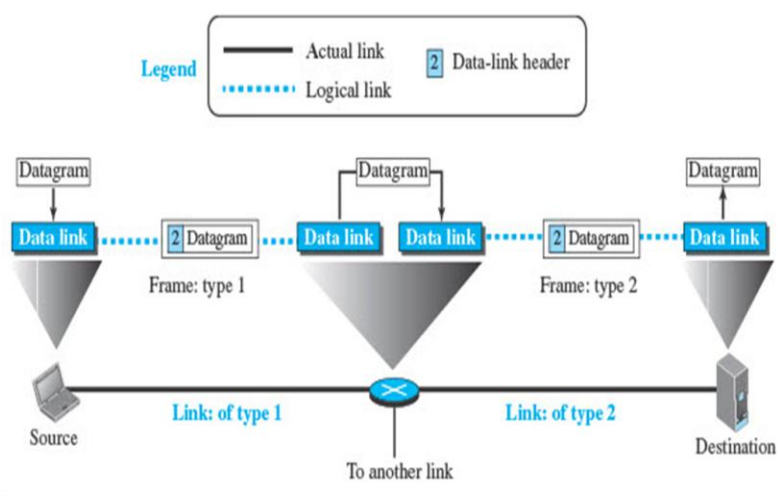 Legend
Actual link
Logical link
2 Data-link header
Datagram
Datagram
Datagram
Data link
2 Datagram
Data link
Data link
2 Datagram
Data link
Frame: type 1
Frame: type 2
Link: of type 1
Link: of type 2
Source
Destination
To another link